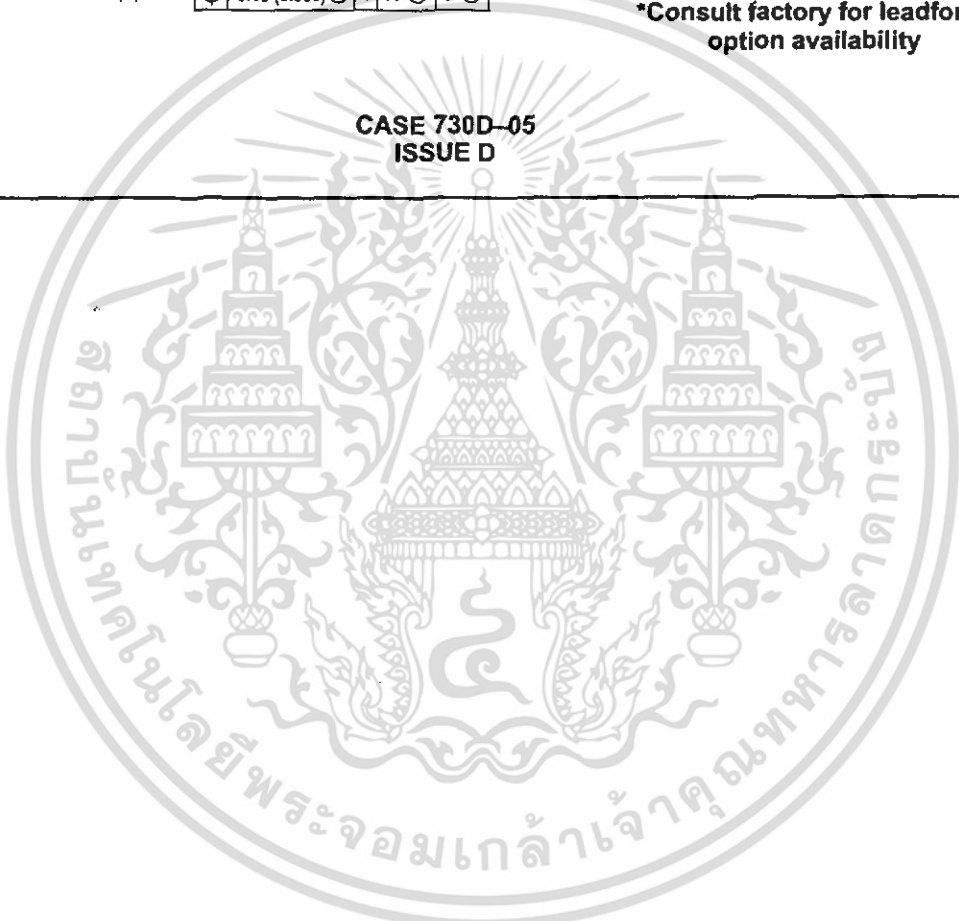 *Consult factory for leadfor
option availability
CASE 730D-05
ISSUE D
สถาบันเทคโนโลยีพระจอมเกล้าเจ้าคุณทหารลาดกระบัง